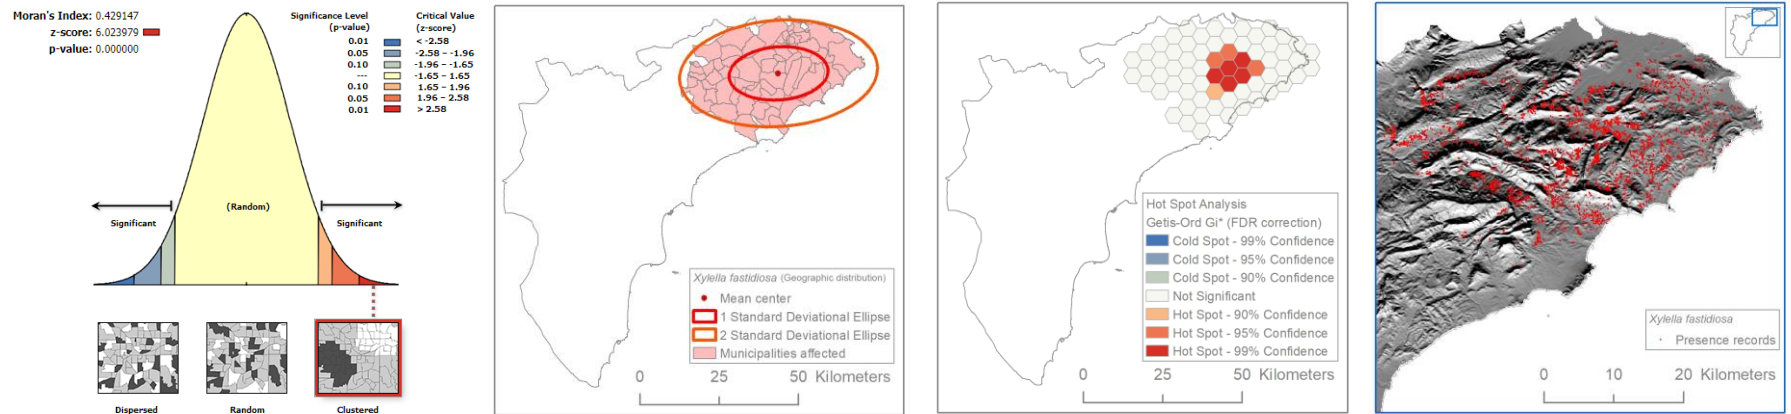 Moran's Index: 0.429147
z-score: 6.023979
p-value: 0.000000
Significance Level
(p-value)
Critical Value
(z-score)
0.01 < -2.58
0.05 -2.58 – -1.96
0.10 -1.96 – -1.65
--- -1.65 – 1.65
0.10 1.65 – 1.96
0.05 1.96 – 2.58
0.01 > 2.58
Significant
(Random)
Significant
Dispersed
Random
Clustered
Xylella fastidiosa (Geographic distribution)
Mean center
1 Standard Deviational Ellipse
2 Standard Deviational Ellipse
Municipalities affected
0 25 50 Kilometers
Hot Spot Analysis
Getis-Ord Gi* (FDR correction)
Cold Spot - 99% Confidence
Cold Spot - 95% Confidence
Cold Spot - 90% Confidence
Not Significant
Hot Spot - 90% Confidence
Hot Spot - 95% Confidence
Hot Spot - 99% Confidence
0 25 50 Kilometers
Xylella fastidiosa
Presence records
0 10 20 Kilometers